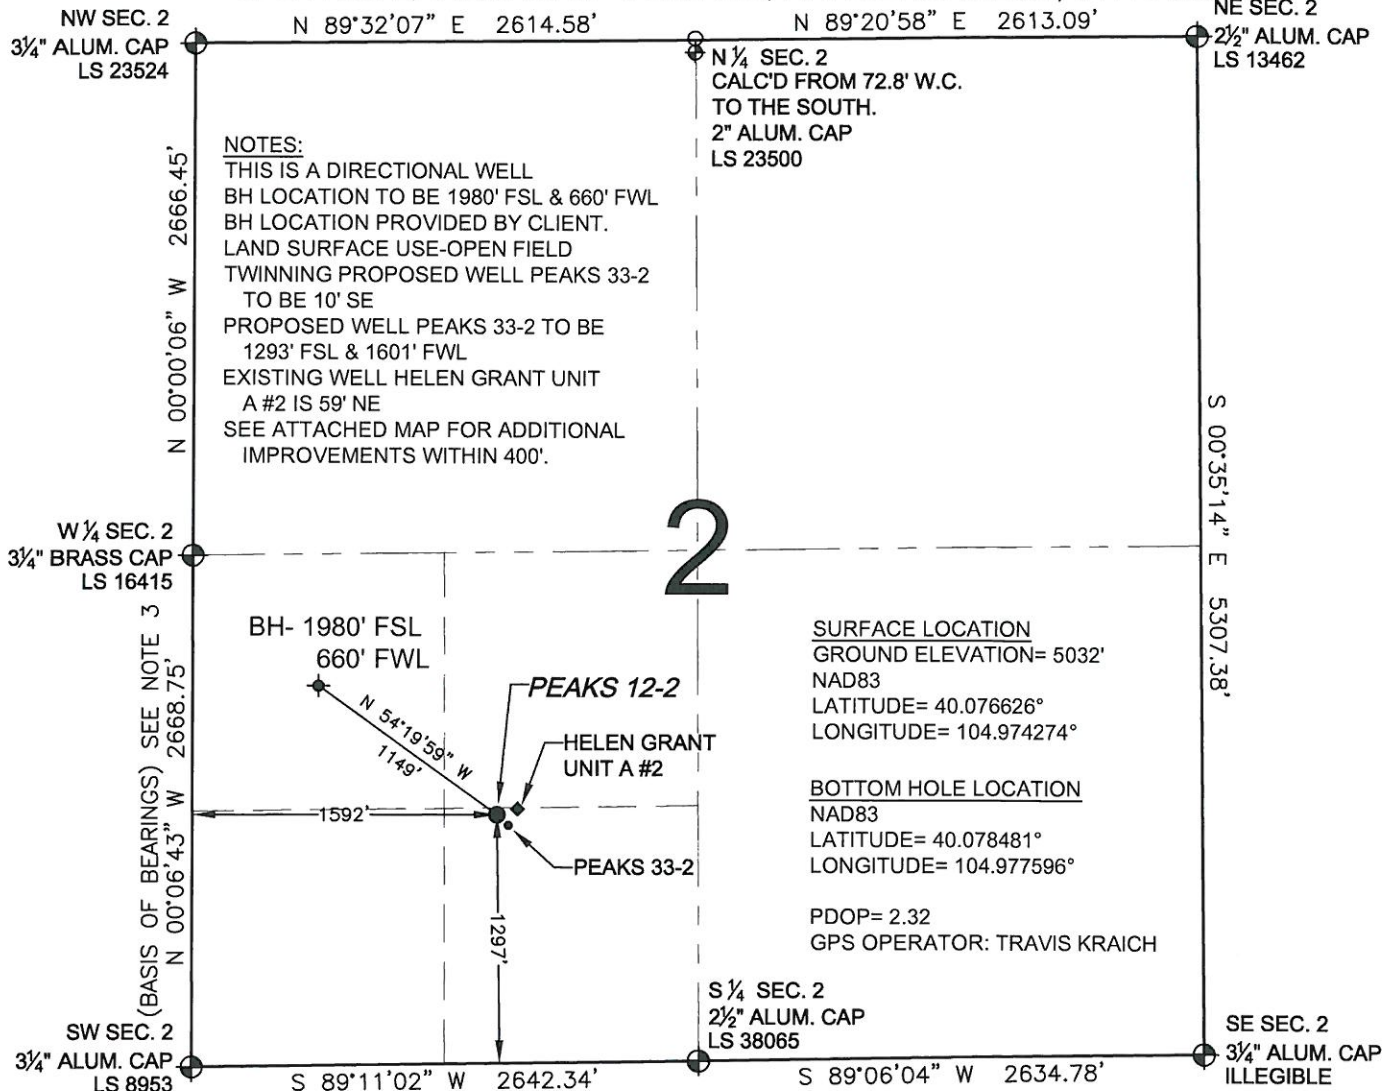 NW SEC. 2
3¼" ALUM. CAP
LS 23524
N 89°32'07" E 2614.58'
N 89°20'58" E 2613.09'
NE SEC. 2
2½" ALUM. CAP
LS 13462
N ¼ SEC. 2
CALC'D FROM 72.8' W.C.
TO THE SOUTH.
2" ALUM. CAP
LS 23500
NOTES:
THIS IS A DIRECTIONAL WELL
BH LOCATION TO BE 1980' FSL & 660' FWL
BH LOCATION PROVIDED BY CLIENT.
LAND SURFACE USE-OPEN FIELD
TWINNING PROPOSED WELL PEAKS 33-2
TO BE 10' SE
PROPOSED WELL PEAKS 33-2 TO BE
1293' FSL & 1601' FWL
EXISTING WELL HELEN GRANT UNIT
A #2 IS 59' NE
SEE ATTACHED MAP FOR ADDITIONAL
IMPROVEMENTS WITHIN 400'.
N 00°00'06" W 2666.45'
S 00°35'14" E 5307.38'
W ¼ SEC. 2
3¼" BRASS CAP
LS 16415
2
(BASIS OF BEARINGS) SEE NOTE 3
N 00°06'43" W 2668.75'
BH- 1980' FSL
660' FWL
N 54°19'59" W
1149'
PEAKS 12-2
HELEN GRANT
UNIT A #2
1592'
PEAKS 33-2
1297'
SURFACE LOCATION
GROUND ELEVATION= 5032'
NAD83
LATITUDE= 40.076626°
LONGITUDE= 104.974274°
BOTTOM HOLE LOCATION
NAD83
LATITUDE= 40.078481°
LONGITUDE= 104.977596°
PDOP= 2.32
GPS OPERATOR: TRAVIS KRAICH
SW SEC. 2
3¼" ALUM. CAP
LS 8953
S 89°11'02" W 2642.34'
S ¼ SEC. 2
2½" ALUM. CAP
LS 38065
S 89°06'04" W 2634.78'
SE SEC. 2
3¼" ALUM. CAP
ILLEGIBLE